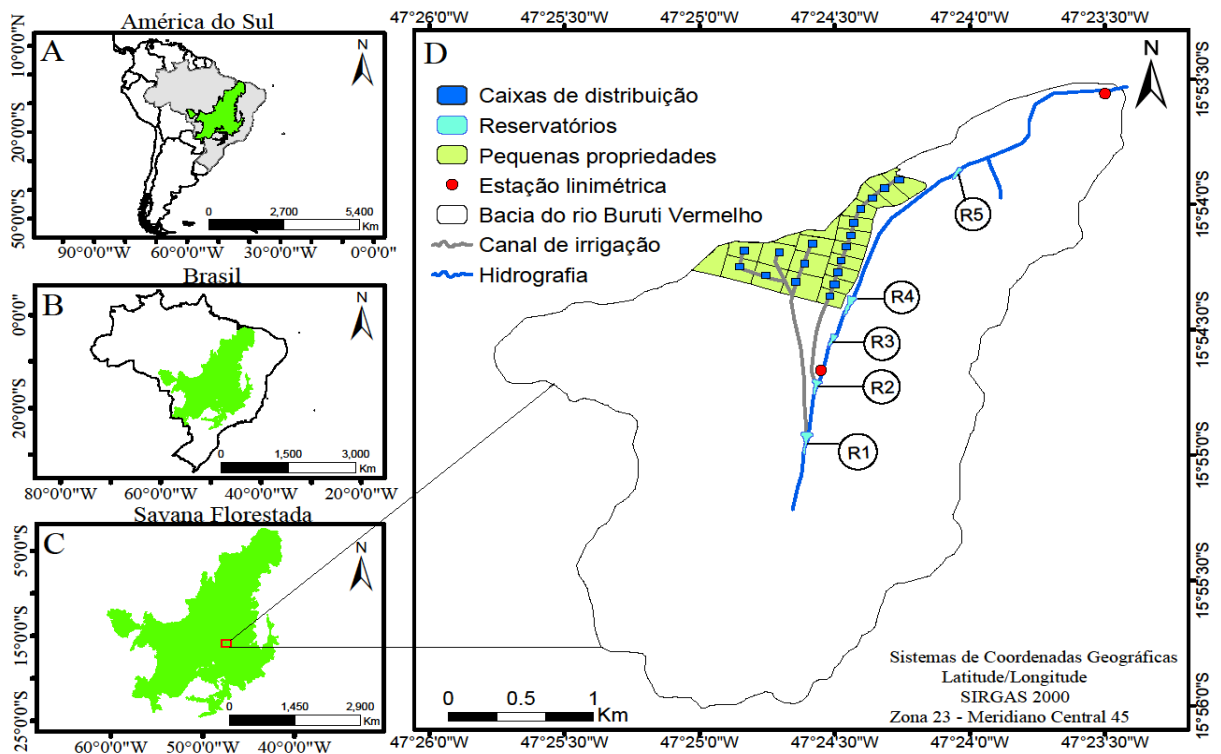 América do Sul
A
N
10°0'0"N
0°0'0"
20°0'0"S
50°0'0"S
0 2,700 5,400
Km
90°0'0"W 60°0'0"W 30°0'0"W 0°0'0"
Brasil
B
N
0°0'0"
20°0'0"S
0 1,500 3,000
Km
80°0'0"W 60°0'0"W 40°0'0"W 20°0'0"W
Savana Florestada
C
N
5°0'0"S
15°0'0"S
25°0'0"S
0 1,450 2,900
Km
60°0'0"W 50°0'0"W 40°0'0"W
47°26'0"W 47°25'30"W 47°25'0"W 47°24'30"W 47°24'0"W 47°23'30"W
D
N
Caixas de distribuição
Reservatórios
Pequenas propriedades
Estação linimétrica
Bacia do rio Buruti Vermelho
Canal de irrigação
Hidrografia
R5
R4
R3
R2
R1
15°53'30"S
15°54'0"S
15°54'30"S
15°55'0"S
15°55'30"S
15°56'0"S
0 0.5 1
Km
Sistemas de Coordenadas Geográficas
Latitude/Longitude
SIRGAS 2000
Zona 23 - Meridiano Central 45
47°26'0"W 47°25'30"W 47°25'0"W 47°24'30"W 47°24'0"W 47°23'30"W